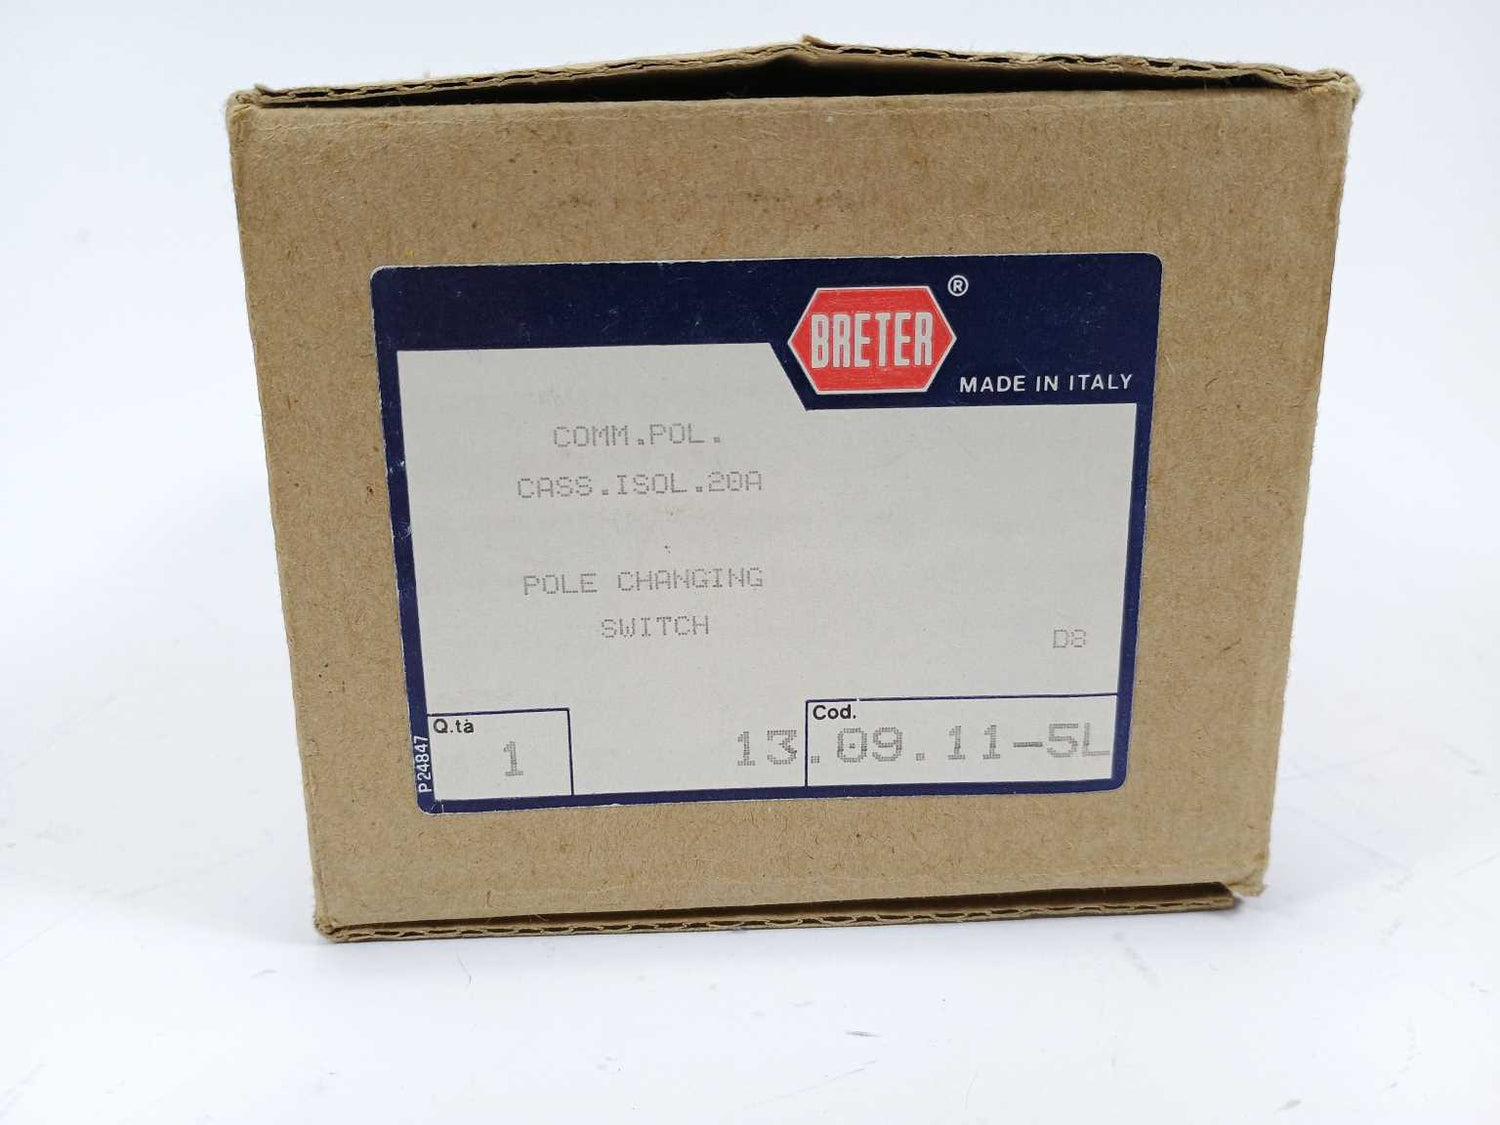 BRETER ®
MADE IN ITALY
COMM.POL.
CASS.ISOL.20A
POLE CHANGING
SWITCH
D8
Q.tà
1
Cod.
13.09.11-5L
P24847